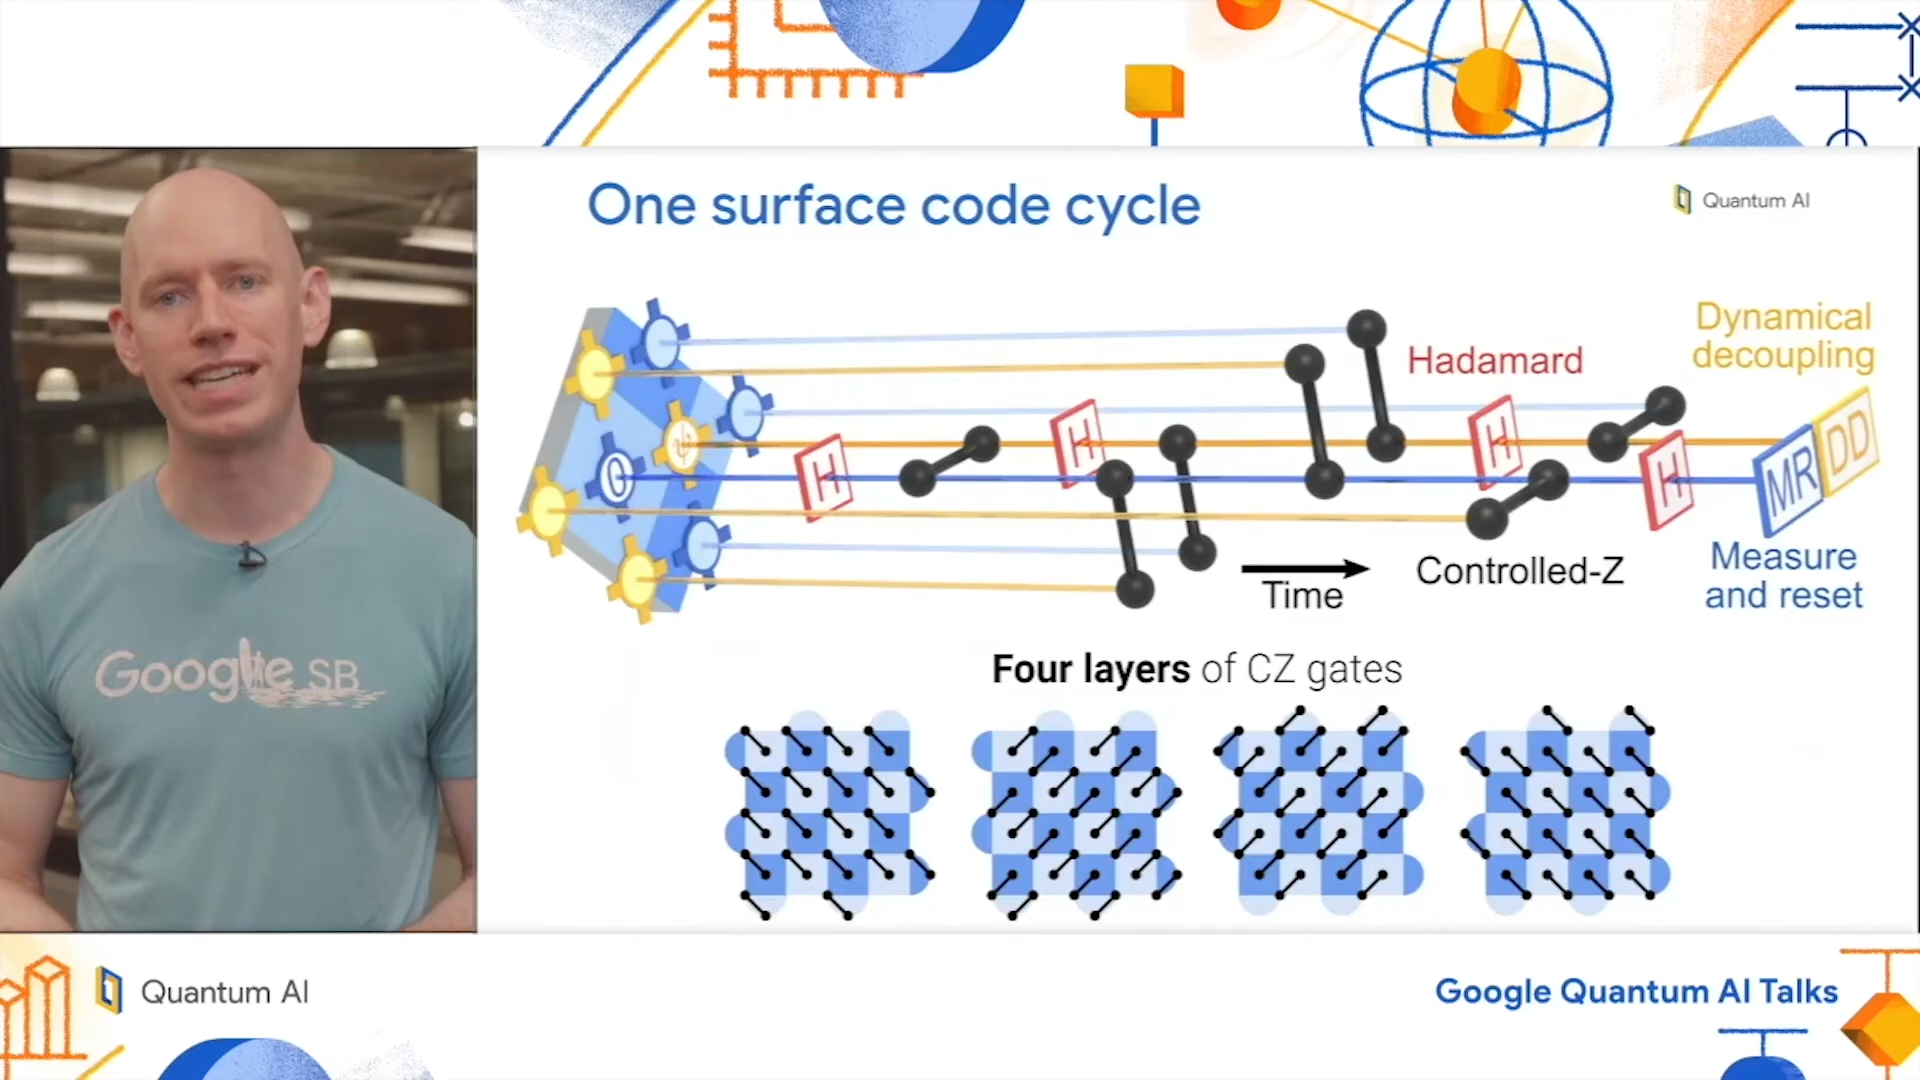 One surface code cycle
Quantum AI
Dynamical
decoupling
Hadamard
H
H
H
H
ψ
0
MR
DD
Time
Controlled-Z
Measure
and reset
Four layers of CZ gates
Google SB
Quantum AI
Google Quantum AI Talks